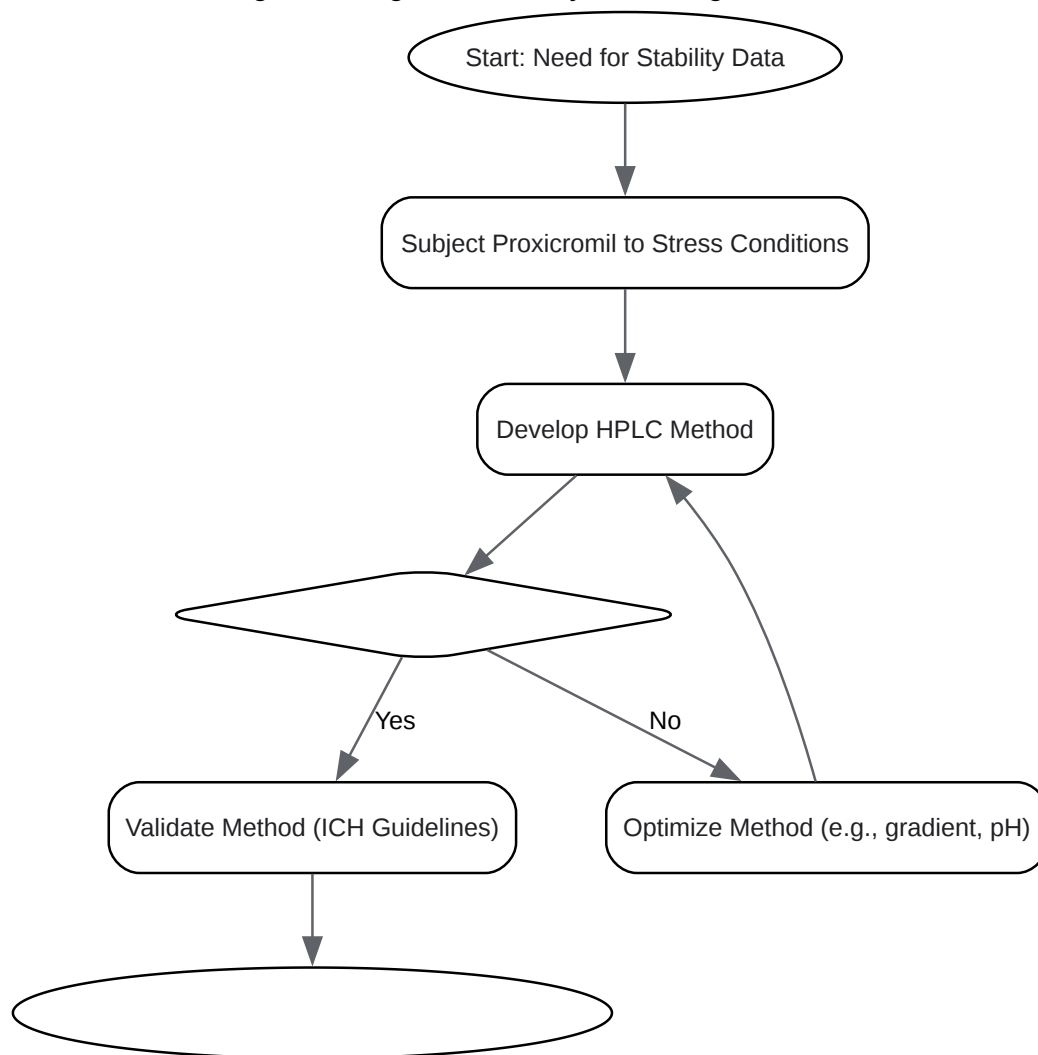 Start: Need for Stability Data
Subject Proxicromil to Stress Conditions
Develop HPLC Method
Yes
No
Validate Method (ICH Guidelines)
Optimize Method (e.g., gradient, pH)